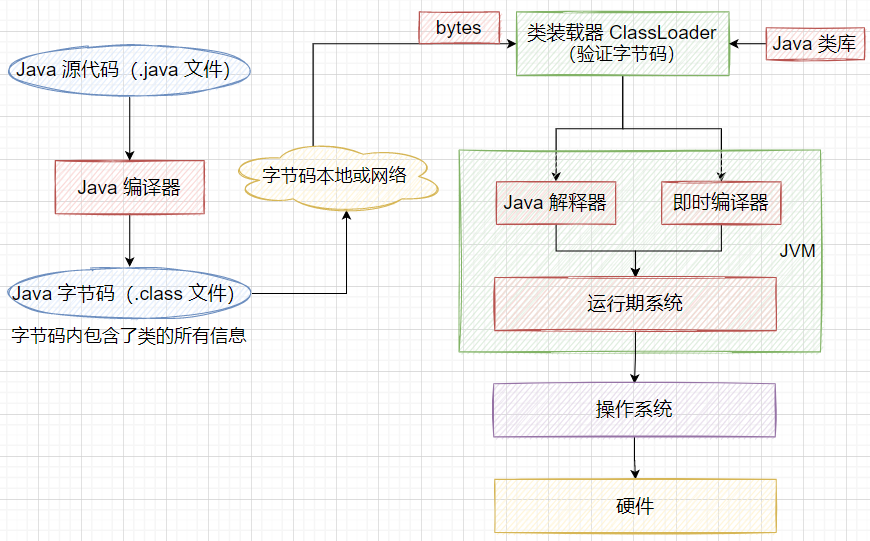 Java 源代码（.java 文件）
Java 编译器
Java 字节码（.class 文件）
字节码内包含了类的所有信息
字节码本地或网络
bytes
类装载器 ClassLoader
（验证字节码）
Java 类库
Java 解释器
即时编译器
JVM
运行期系统
操作系统
硬件